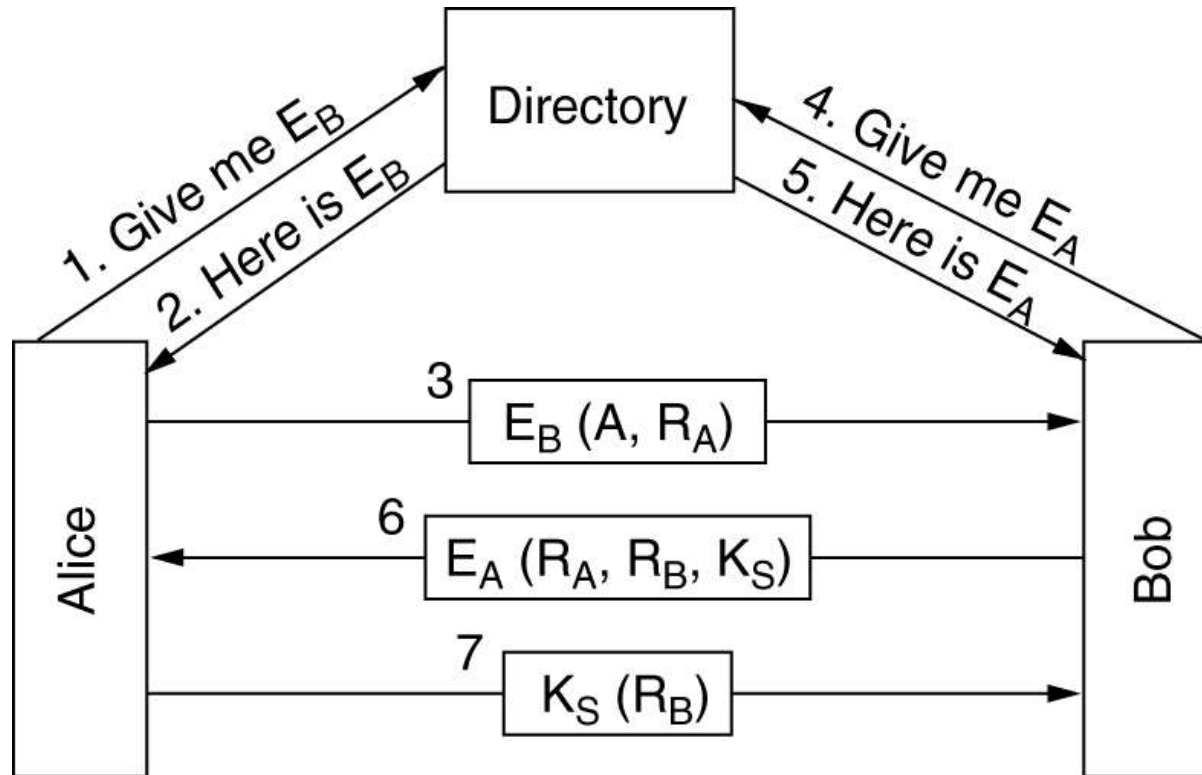 Directory
1. Give me E_B
2. Here is E_B
4. Give me E_A
5. Here is E_A
3
E_B (A, R_A)
6
E_A (R_A, R_B, K_S)
7
K_S (R_B)
Alice
Bob